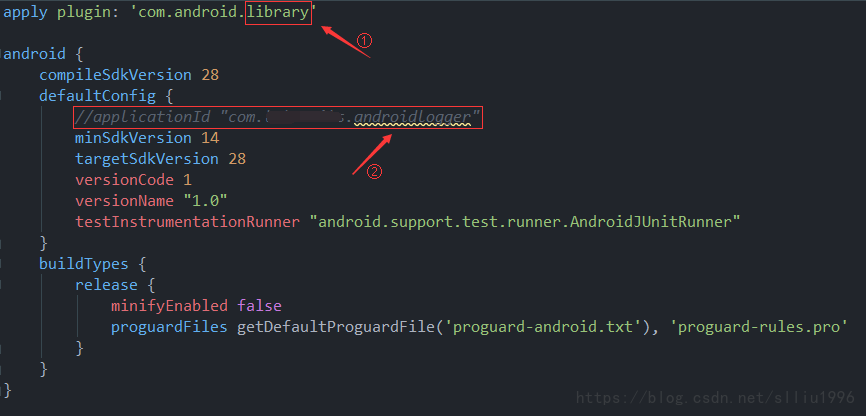 apply plugin: 'com.android.library'
①
android {
compileSdkVersion 28
defaultConfig {
//applicationId "com. .androidlogger"
minSdkVersion 14
②
targetSdkVersion 28
versionCode 1
versionName "1.0"
testInstrumentationRunner "android.support.test.runner.AndroidJUnitRunner"
}
buildTypes {
release {
minifyEnabled false
proguardFiles getDefaultProguardFile('proguard-android.txt'), 'proguard-rules.pro'
}
}
}
https://blog.csdn.net/slliu1996